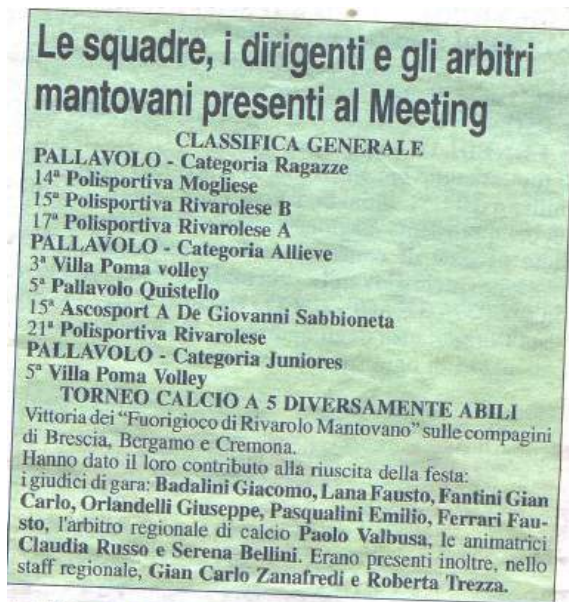 Le squadre, i dirigenti e gli arbitri
mantovani presenti al Meeting
CLASSIFICA GENERALE
PALLAVOLO - Categoria Ragazze
14ª Polisportiva Mogliese
15ª Polisportiva Rivarolese B
17ª Polisportiva Rivarolese A
PALLAVOLO - Categoria Allieve
3ª Villa Poma volley
5ª Pallavolo Quistello
15ª Ascosport A De Giovanni Sabbioneta
21ª Polisportiva Rivarolese
PALLAVOLO - Categoria Juniores
5ª Villa Poma Volley
TORNEO CALCIO A 5 DIVERSAMENTE ABILI
Vittoria dei "Fuorigioco di Rivarolo Mantovano" sulle compagini
di Brescia, Bergamo e Cremona.
Hanno dato il loro contributo alla riuscita della festa:
i giudici di gara: Badalini Giacomo, Lana Fausto, Fantini Gian
Carlo, Orlandelli Giuseppe, Pasqualini Emilio, Ferrari Fau-
sto, l'arbitro regionale di calcio Paolo Valbusa, le animatrici
Claudia Russo e Serena Bellini. Erano presenti inoltre, nello
staff regionale, Gian Carlo Zanafredi e Roberta Trezza.